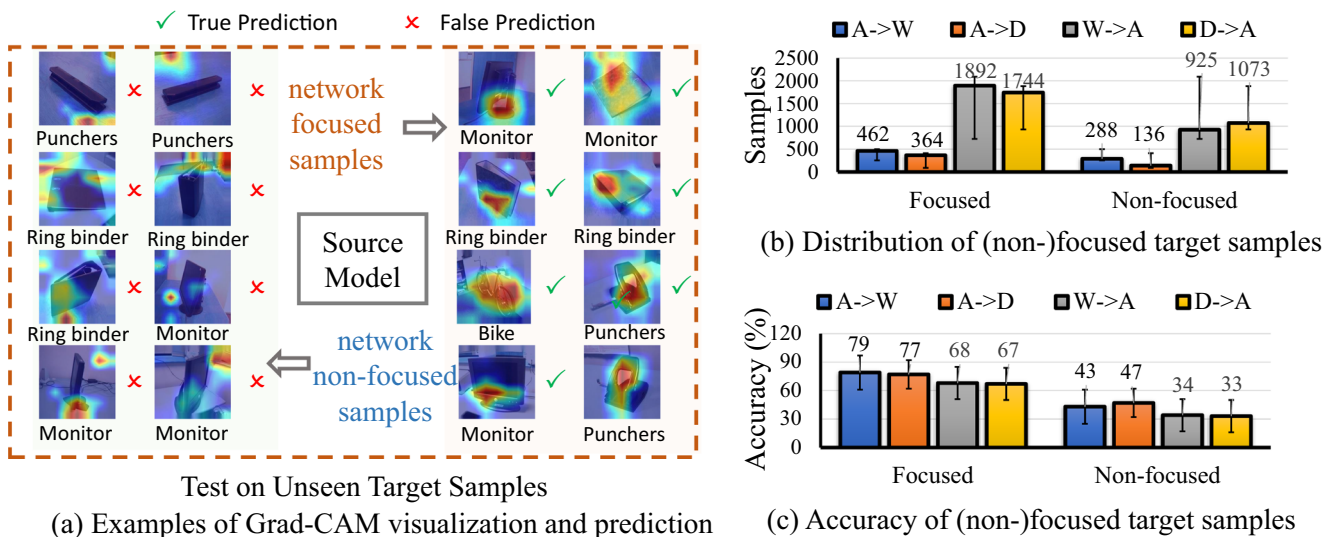 ✓ True Prediction ✗ False Prediction
Punchers Punchers
Ring binder Ring binder
Ring binder Monitor
Monitor Monitor
network
focused
samples
Source
Model
network
non-focused
samples
Monitor Monitor
Ring binder Ring binder
Bike Punchers
Monitor Punchers
Test on Unseen Target Samples
(a) Examples of Grad-CAM visualization and prediction
A->W A->D W->A D->A
Samples
2500
2000
1500
1000
500
0
462 364 1892 1744
288 136 925 1073
Focused Non-focused
(b) Distribution of (non-)focused target samples
A->W A->D W->A D->A
Accuracy (%)
120
90
60
30
0
79 77 68 67
43 47 34 33
Focused Non-focused
(c) Accuracy of (non-)focused target samples